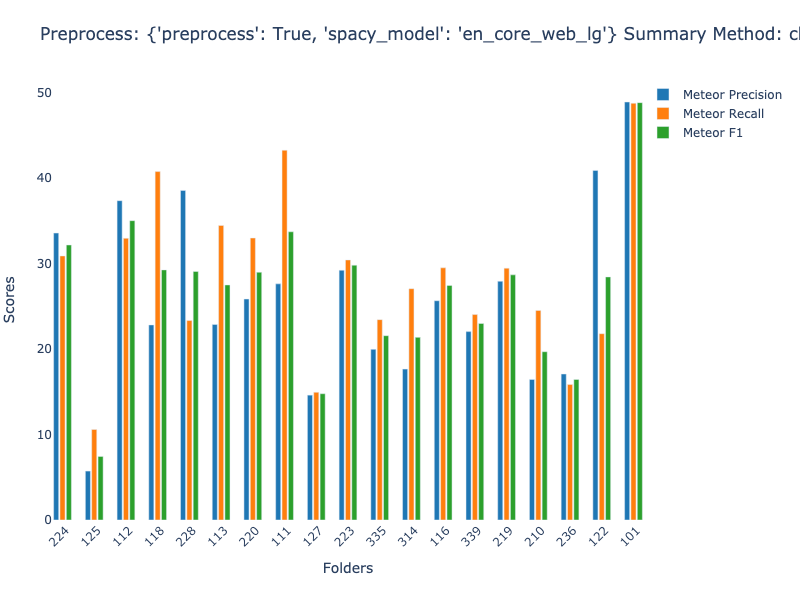 Preprocess: {'preprocess': True, 'spacy_model': 'en_core_web_lg'} Summary Method:
Meteor Precision
Meteor Recall
Meteor F1
50
40
30
20
10
0
Scores
224 125 112 118 228 113 220 111 127 223 335 314 116 339 219 210 236 122 101
Folders